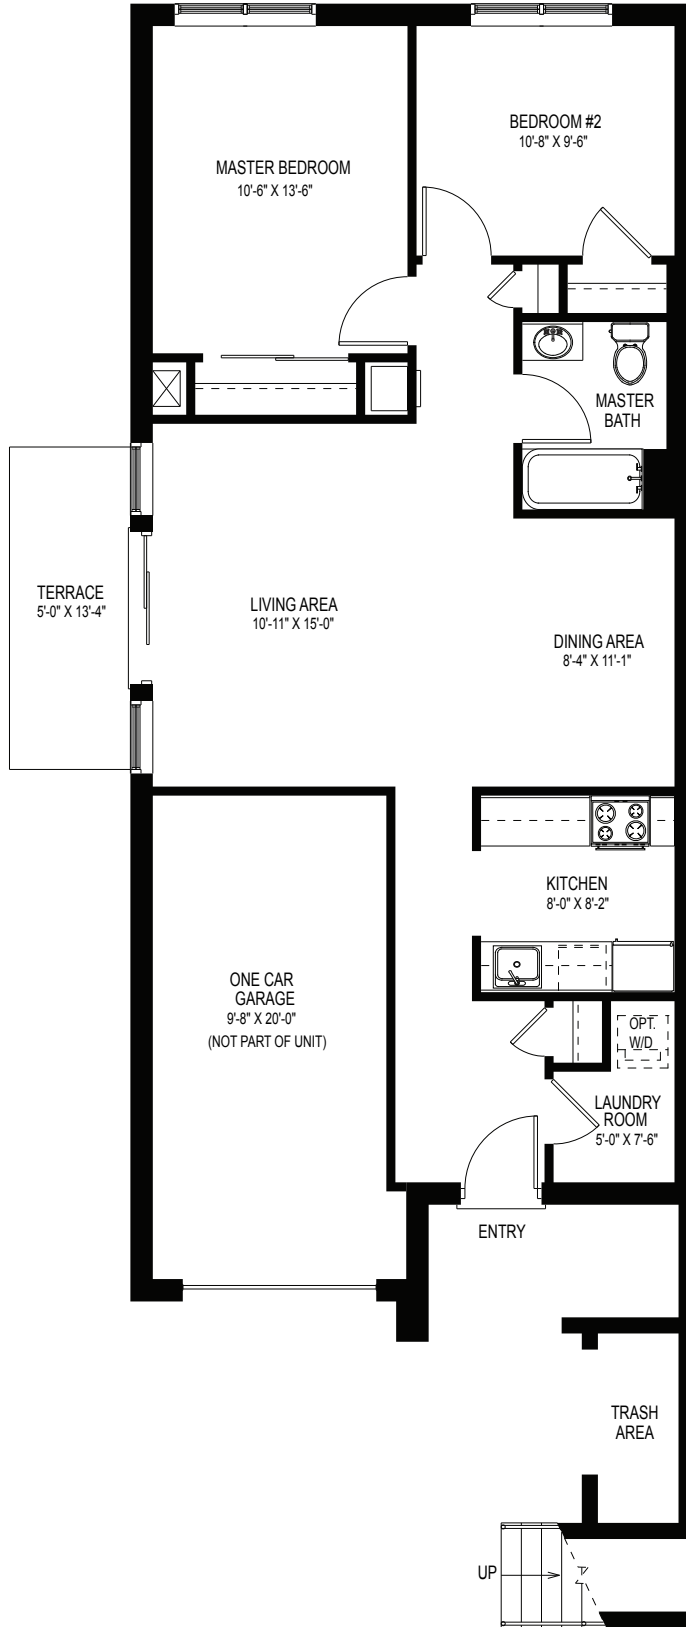 BEDROOM #2
10'-8" X 9'-6"
MASTER BEDROOM
10'-6" X 13'-6"
MASTER
BATH
TERRACE
5'-0" X 13'-4"
LIVING AREA
10'-11" X 15'-0"
DINING AREA
8'-4" X 11'-1"
KITCHEN
8'-0" X 8'-2"
ONE CAR
GARAGE
9'-8" X 20'-0"
(NOT PART OF UNIT)
OPT.
W/D
LAUNDRY
ROOM
5'-0" X 7'-6"
ENTRY
TRASH
AREA
UP